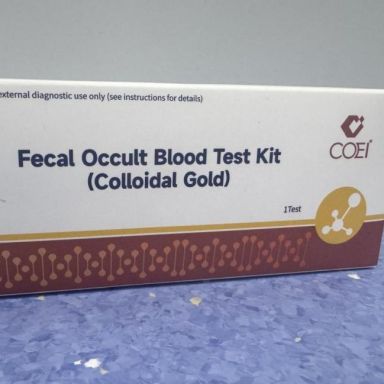 external diagnostic use only (see instructions for details)
COEI
Fecal Occult Blood Test Kit
(Colloidal Gold)
1Test